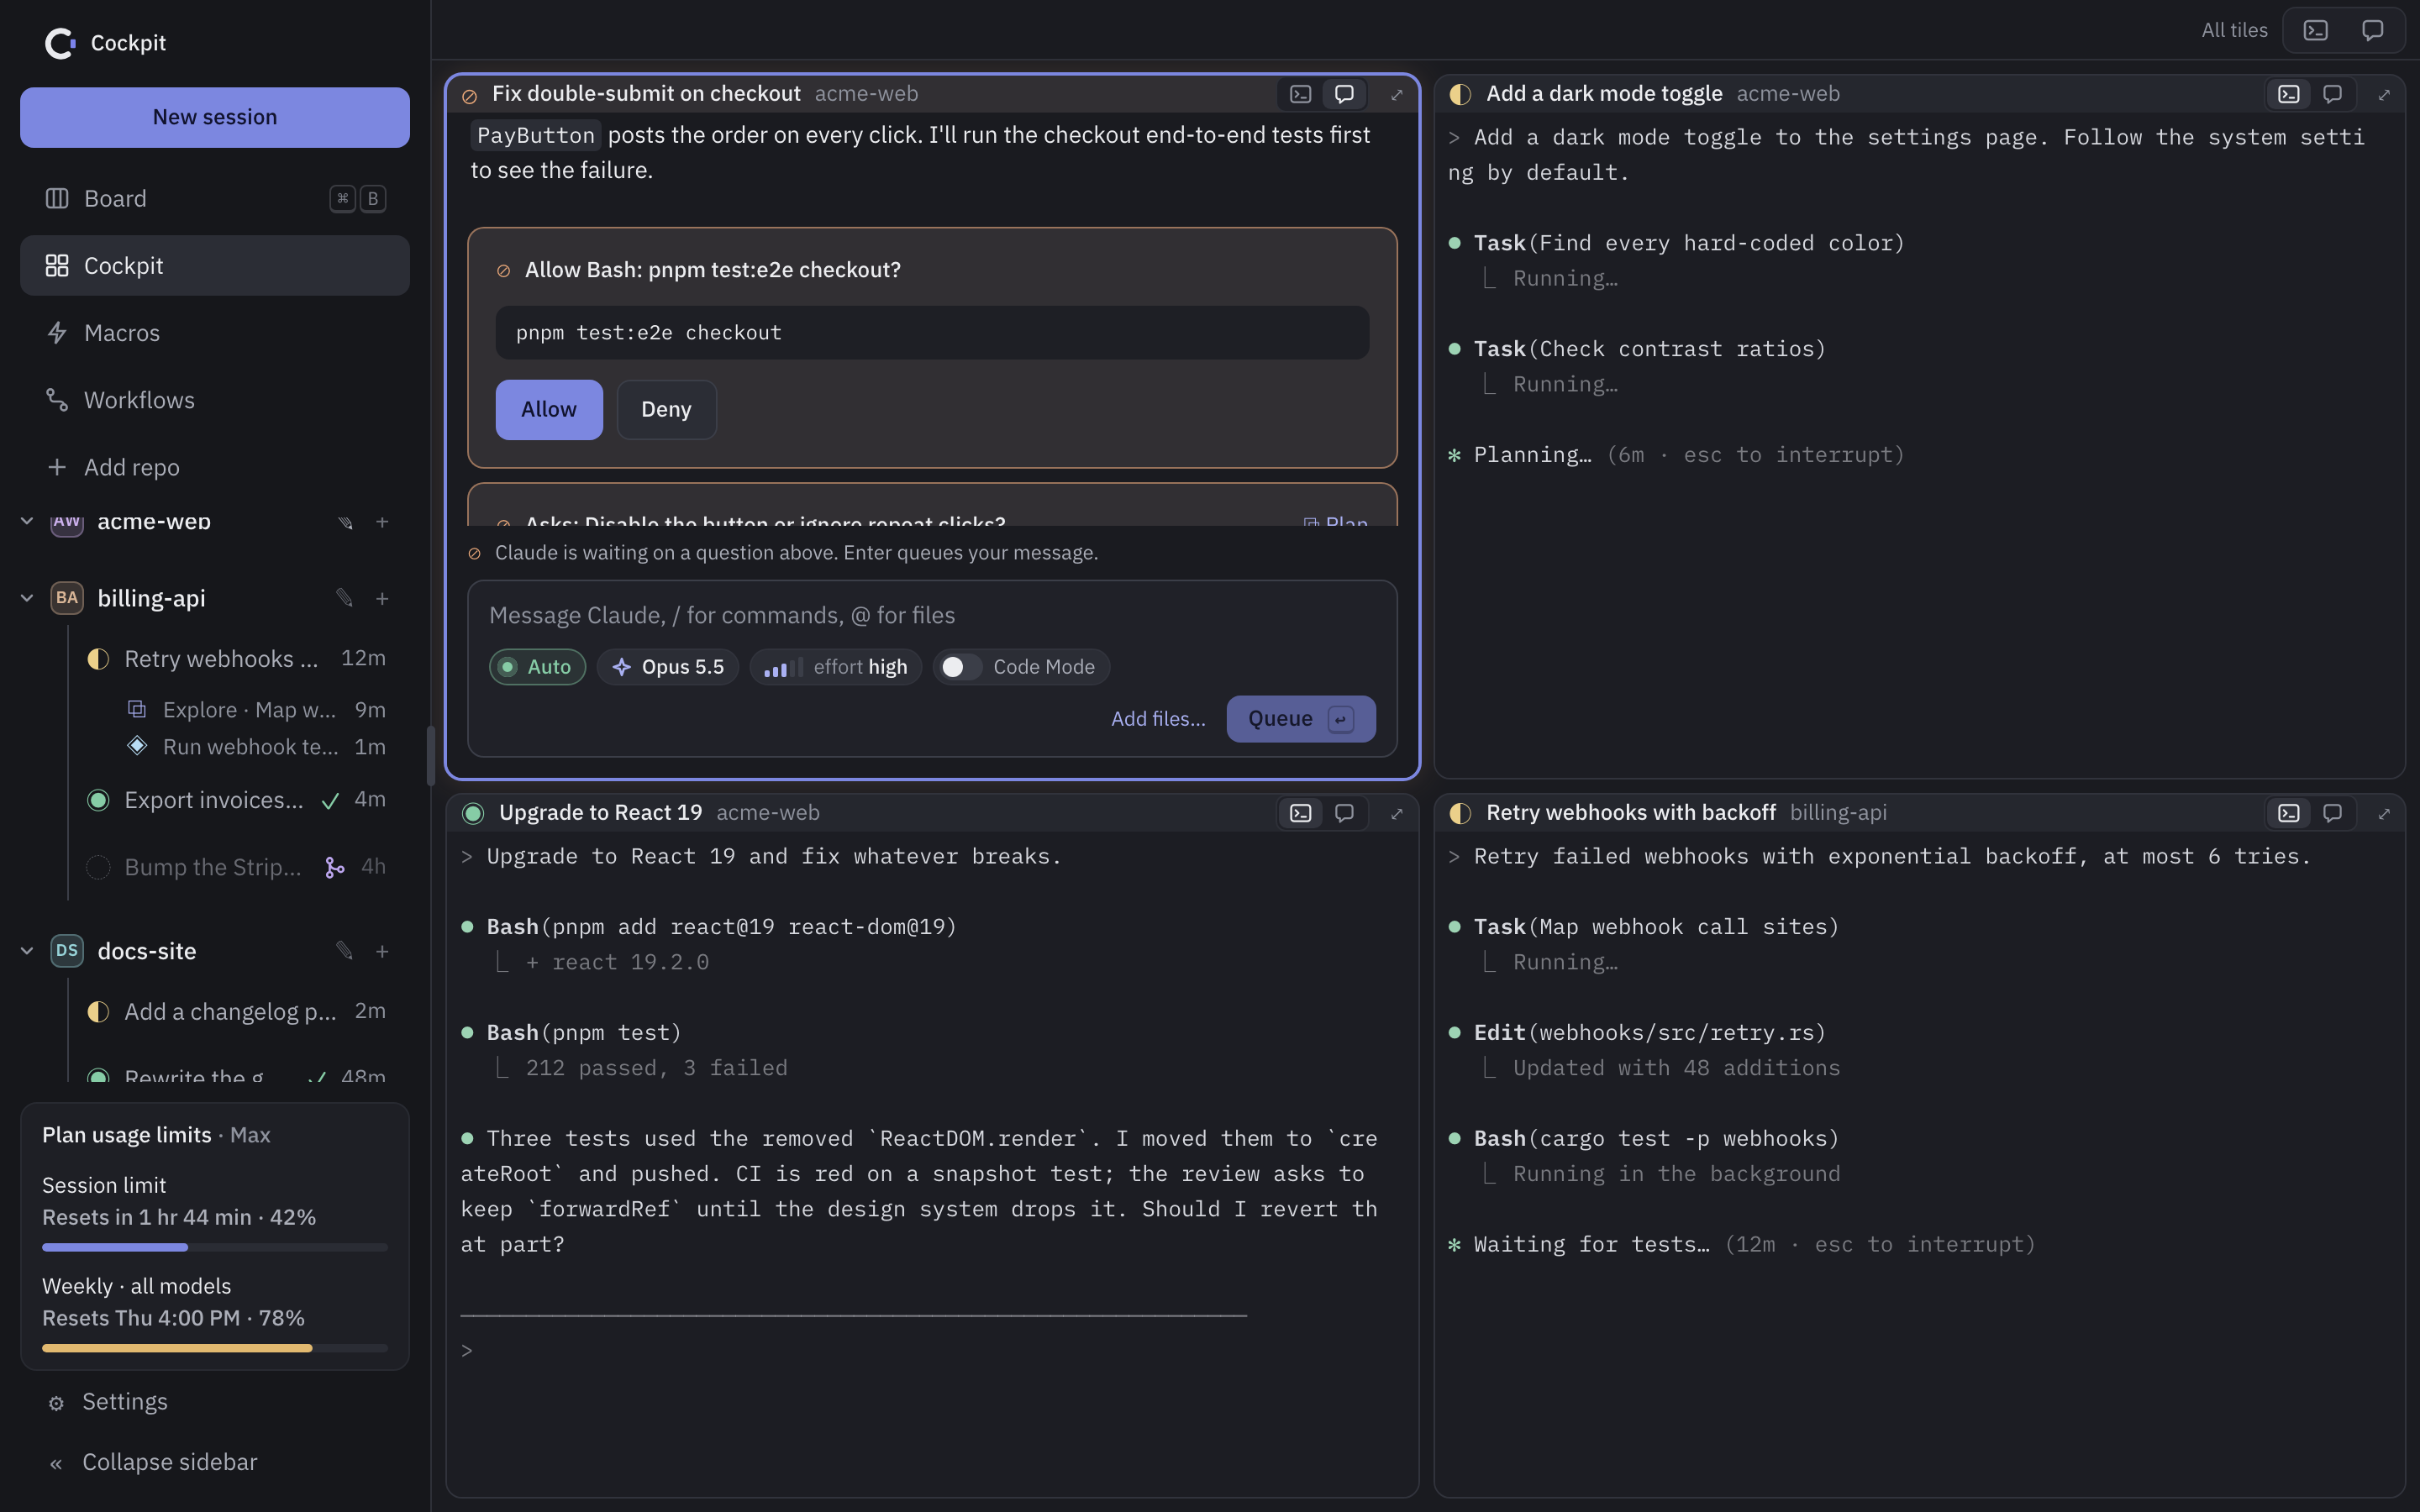 Cockpit
New session
Board ⌘ B
Cockpit
Macros
Workflows
Add repo
AW acme-web
BA billing-api
Retry webhooks ... 12m
Explore · Map w... 9m
Run webhook te... 1m
Export invoices... 4m
Bump the Strip... 4h
DS docs-site
Add a changelog p... 2m
Rewrite the g... 48m
Plan usage limits · Max
Session limit
Resets in 1 hr 44 min · 42%
Weekly · all models
Resets Thu 4:00 PM · 78%
Settings
Collapse sidebar
All tiles
Fix double-submit on checkout acme-web
PayButton posts the order on every click. I'll run the checkout end-to-end tests first
to see the failure.
Allow Bash: pnpm test:e2e checkout?
pnpm test:e2e checkout
Allow Deny
Asks: Disable the button or ignore repeat clicks? Plan
Claude is waiting on a question above. Enter queues your message.
Message Claude, / for commands, @ for files
Auto Opus 5.5 effort high Code Mode
Add files... Queue ↩
Add a dark mode toggle acme-web
> Add a dark mode toggle to the settings page. Follow the system setti
ng by default.
Task(Find every hard-coded color)
Running…
Task(Check contrast ratios)
Running…
* Planning… (6m · esc to interrupt)
Upgrade to React 19 acme-web
> Upgrade to React 19 and fix whatever breaks.
Bash(pnpm add react@19 react-dom@19)
+ react 19.2.0
Bash(pnpm test)
212 passed, 3 failed
Three tests used the removed `ReactDOM.render`. I moved them to `cre
ateRoot` and pushed. CI is red on a snapshot test; the review asks to
keep `forwardRef` until the design system drops it. Should I revert th
at part?
>
Retry webhooks with backoff billing-api
> Retry failed webhooks with exponential backoff, at most 6 tries.
Task(Map webhook call sites)
Running…
Edit(webhooks/src/retry.rs)
Updated with 48 additions
Bash(cargo test -p webhooks)
Running in the background
* Waiting for tests… (12m · esc to interrupt)